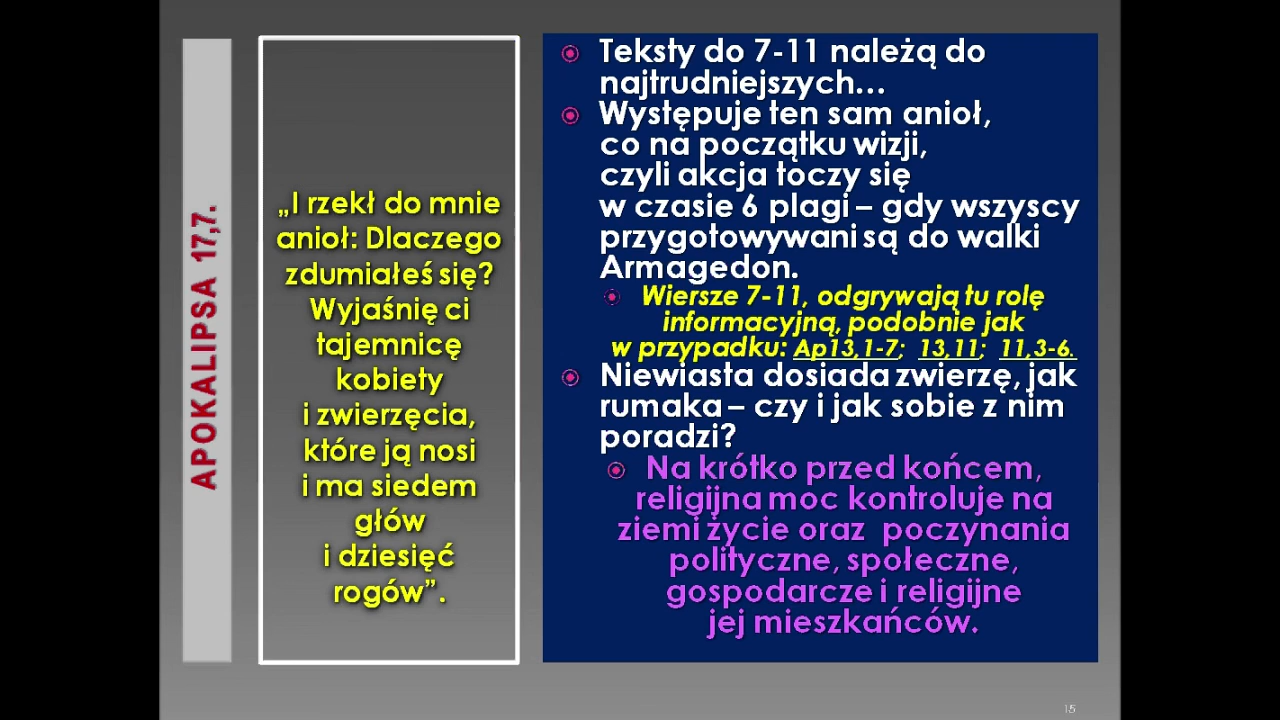 APOKALIPSA 17,7.
„I rzekł do mnie
anioł: Dlaczego
zdumiałeś się?
Wyjaśnię ci
tajemnicę
kobiety
i zwierzęcia,
które ją nosi
i ma siedem
głów
i dziesięć
rogów”.
Teksty do 7-11 należą do
najtrudniejszych...
Występuje ten sam anioł,
co na początku wizji,
czyli akcja toczy się
w czasie 6 plagi – gdy wszyscy
przygotowywani są do walki
Armagedon.
Wiersze 7-11, odgrywają tu rolę
informacyjną, podobnie jak
w przypadku: Ap13,1-7; 13,11; 11,3-6.
Niewiasta dosiada zwierzę, jak
rumaka – czy i jak sobie z nim
poradzi?
Na krótko przed końcem,
religijna moc kontroluje na
ziemi życie oraz poczynania
polityczne, społeczne,
gospodarcze i religijne
jej mieszkańców.
15